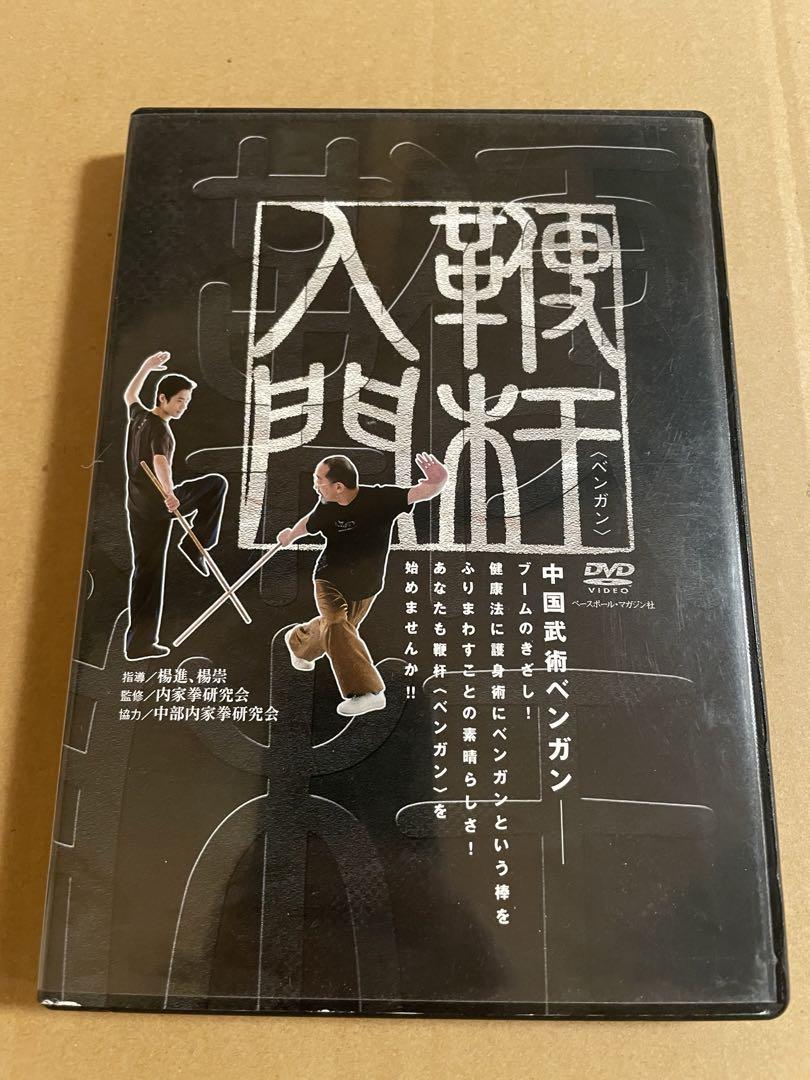 鞭杆
入門
〈ベンガン〉
DVD
VIDEO
ベースボール・マガジン社
中国武術ベンガン――
ブームのきざし！
健康法に護身術にベンガンという棒を
ふりまわすことの素晴らしさ！
あなたも鞭杆〈ベンガン〉を
始めませんか!!
指導／楊進、楊崇
監修／内家拳研究会
協力／中部内家拳研究会